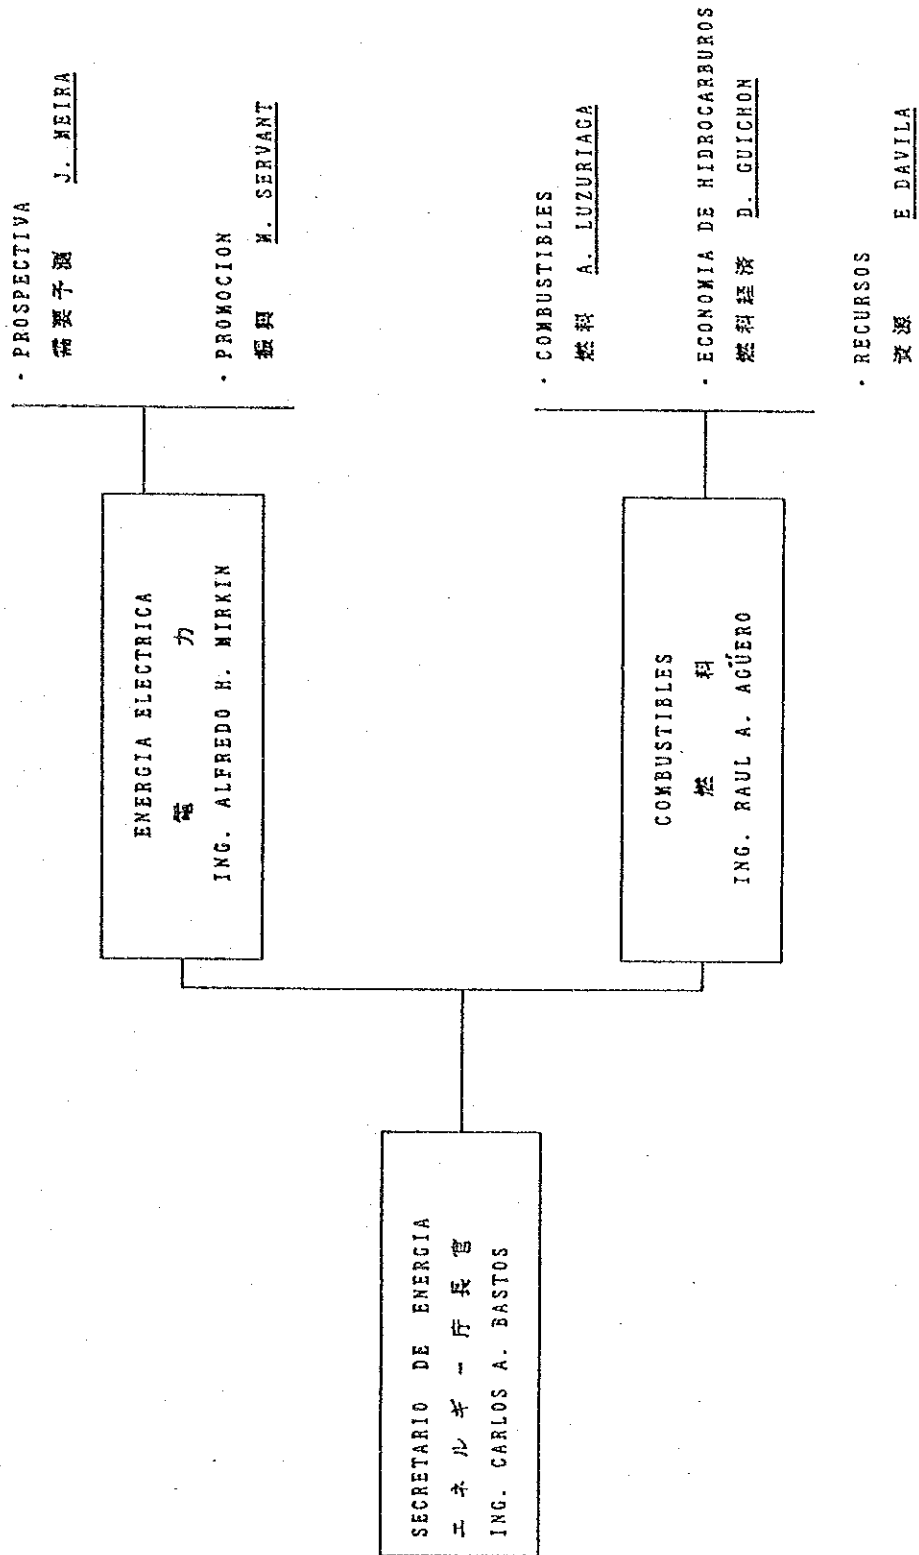 SECRETARIO DE ENERGIA
エネルギー庁長官
ING. CARLOS A. BASTOS
ENERGIA ELECTRICA
電力
ING. ALFREDO H. MIRKIN
・PROSPECTIVA
需要予測 J. MEIRA
・PROMOCION
振興 M. SERVANT
COMBUSTIBLES
燃料
ING. RAUL A. AGÜERO
・COMBUSTIBLES
燃料 A. LUZURIAGA
・ECONOMIA DE HIDROCARBUROS
燃料経済 D. GUICHON
・RECURSOS
資源 E DAVILA